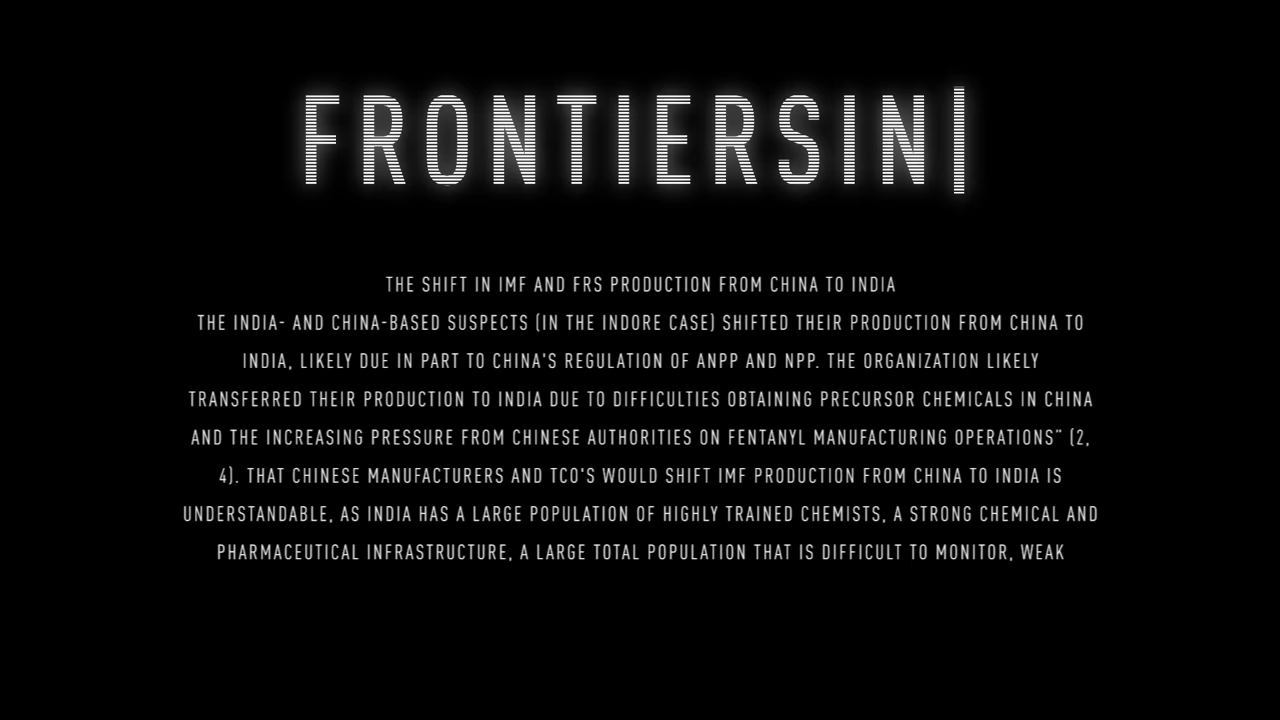 FRONTIERSIN|
THE SHIFT IN IMF AND FRS PRODUCTION FROM CHINA TO INDIA
THE INDIA- AND CHINA-BASED SUSPECTS (IN THE INDORE CASE) SHIFTED THEIR PRODUCTION FROM CHINA TO
INDIA, LIKELY DUE IN PART TO CHINA'S REGULATION OF ANPP AND NPP. THE ORGANIZATION LIKELY
TRANSFERRED THEIR PRODUCTION TO INDIA DUE TO DIFFICULTIES OBTAINING PRECURSOR CHEMICALS IN CHINA
AND THE INCREASING PRESSURE FROM CHINESE AUTHORITIES ON FENTANYL MANUFACTURING OPERATIONS" (2,
4). THAT CHINESE MANUFACTURERS AND TCO'S WOULD SHIFT IMF PRODUCTION FROM CHINA TO INDIA IS
UNDERSTANDABLE, AS INDIA HAS A LARGE POPULATION OF HIGHLY TRAINED CHEMISTS, A STRONG CHEMICAL AND
PHARMACEUTICAL INFRASTRUCTURE, A LARGE TOTAL POPULATION THAT IS DIFFICULT TO MONITOR, WEAK